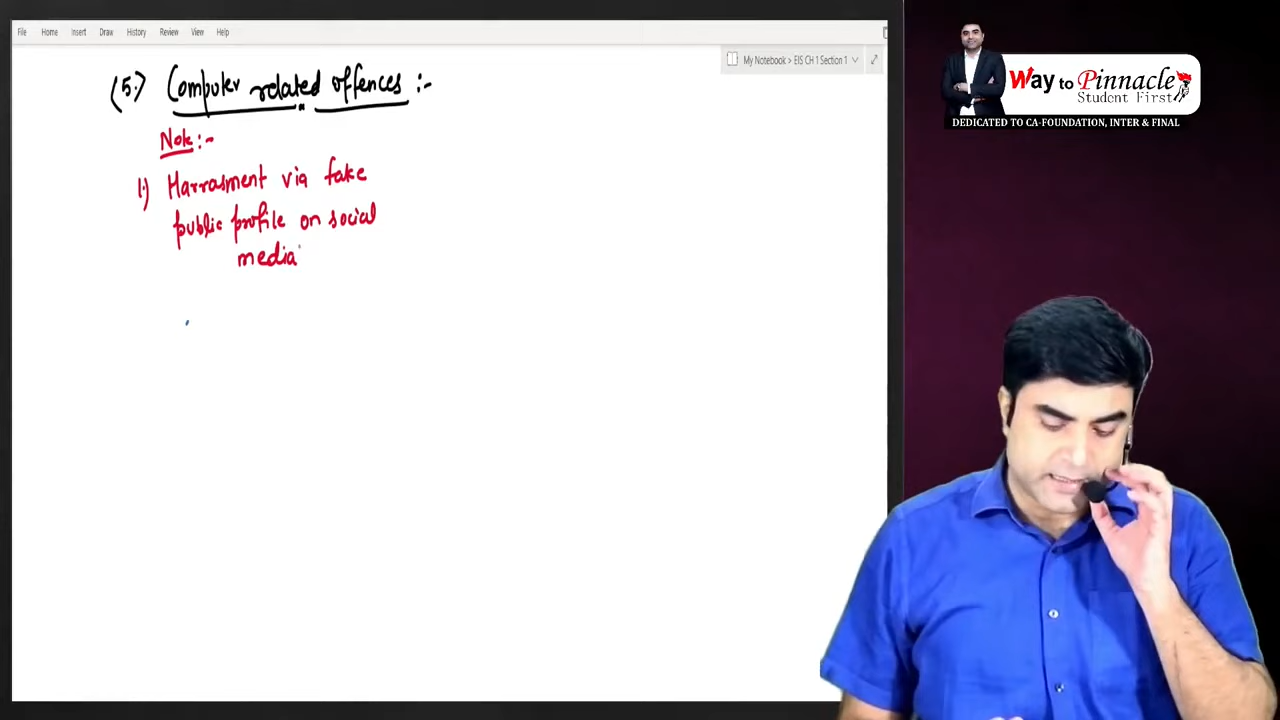 File Home Insert Draw History Review View Help
My Notebook > EIS CH 1 Section 1
(5.) Computer related offences :-
Note:-
1.) Harrasment via fake
public profile on social
media
Way to Pinnacle
Student First
DEDICATED TO CA-FOUNDATION, INTER & FINAL